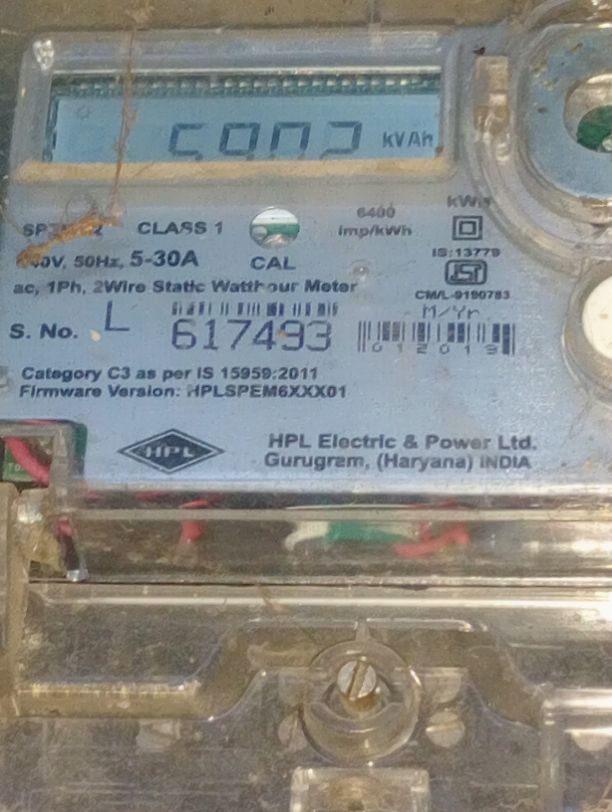 5902 kVAh
CLASS 1
6400
imp/kWh
50Hz, 5-30A
CAL
IS:13779
ac, 1Ph, 2Wire Static Watthour Meter
CM/L-9190783
M/Yr
S. No. L 617493
012019
Category C3 as per IS 15959:2011
Firmware Version: HPLSPEM6XXX01
HPL
HPL Electric & Power Ltd.
Gurugram, (Haryana) INDIA